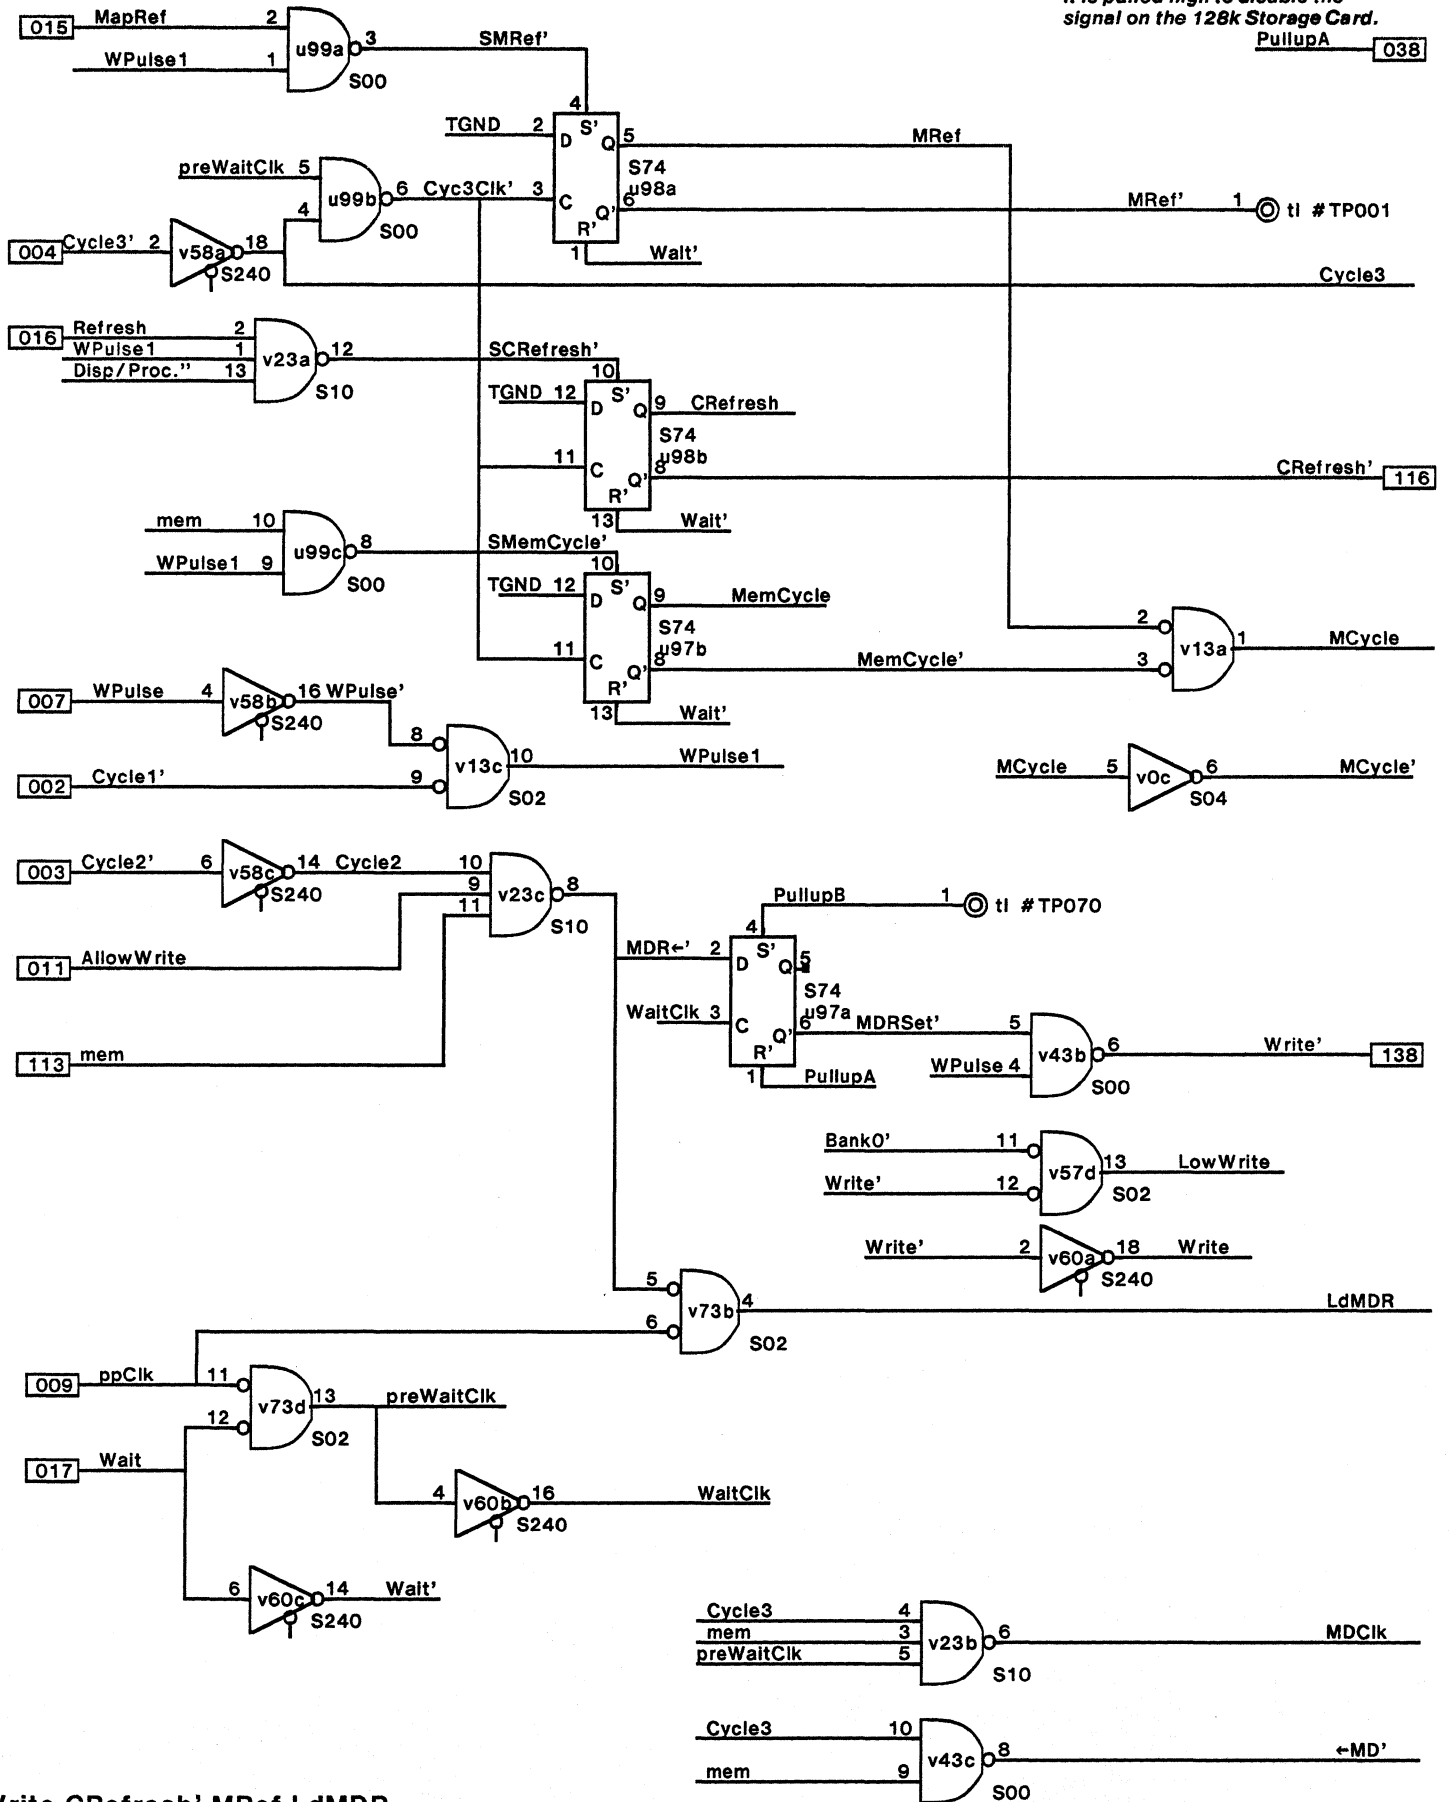 signal on the 128k Storage Card.
PullupA 038
015 MapRef 2
WPulse1 1
u99a 3 SMRef'
S00
TGND 2 4 S' D Q 5 MRef
S74
u98a
3 C Q' 6 MRef' 1 tl #TP001
R'
1 Wait'
preWaitClk 5
4 u99b 6 Cyc3Clk'
S00
004 Cycle3' 2 v58a 18
S240
Cycle3
016 Refresh 2
WPulse1 1
Disp/Proc.'' 13
v23a 12 SCRefresh'
S10
10 S'
TGND 12 D Q 9 CRefresh
S74
u98b
11 C Q' 8 CRefresh' 116
R'
13 Wait'
mem 10
WPulse1 9
u99c 8 SMemCycle'
S00
10 S'
TGND 12 D Q 9 MemCycle
S74
u97b
11 C Q' 8 MemCycle' 3
R'
13 Wait'
2 v13a 1 MCycle
007 WPulse 4 v58b 16 WPulse'
S240
8
002 Cycle1' 9
v13c 10 WPulse1
S02
MCycle 5 v0c 6 MCycle'
S04
003 Cycle2' 6 v58c 14 Cycle2 10
S240
9
11
v23c 8
S10
011 AllowWrite
113 mem
PullupB 1 tl #TP070
4 S'
MDR←' 2 D Q 5
S74
u97a
WaitClk 3 C Q' 6 MDRSet' 5
R'
1 PullupA
WPulse 4
v43b 6 Write' 138
S00
Bank0' 11
Write' 12
v57d 13 LowWrite
S02
Write' 2 v60a 18 Write
S240
5
6
v73b 4 LdMDR
S02
009 ppClk 11
12
v73d 13 preWaitClk
S02
017 Wait
4 v60b 16 WaitClk
S240
6 v60c 14 Wait'
S240
Cycle3 4
mem 3
preWaitClk 5
v23b 6 MDClk
S10
Cycle3 10
mem 9
v43c 8 ←MD'
S00
CRefresh' MRef LdMDR